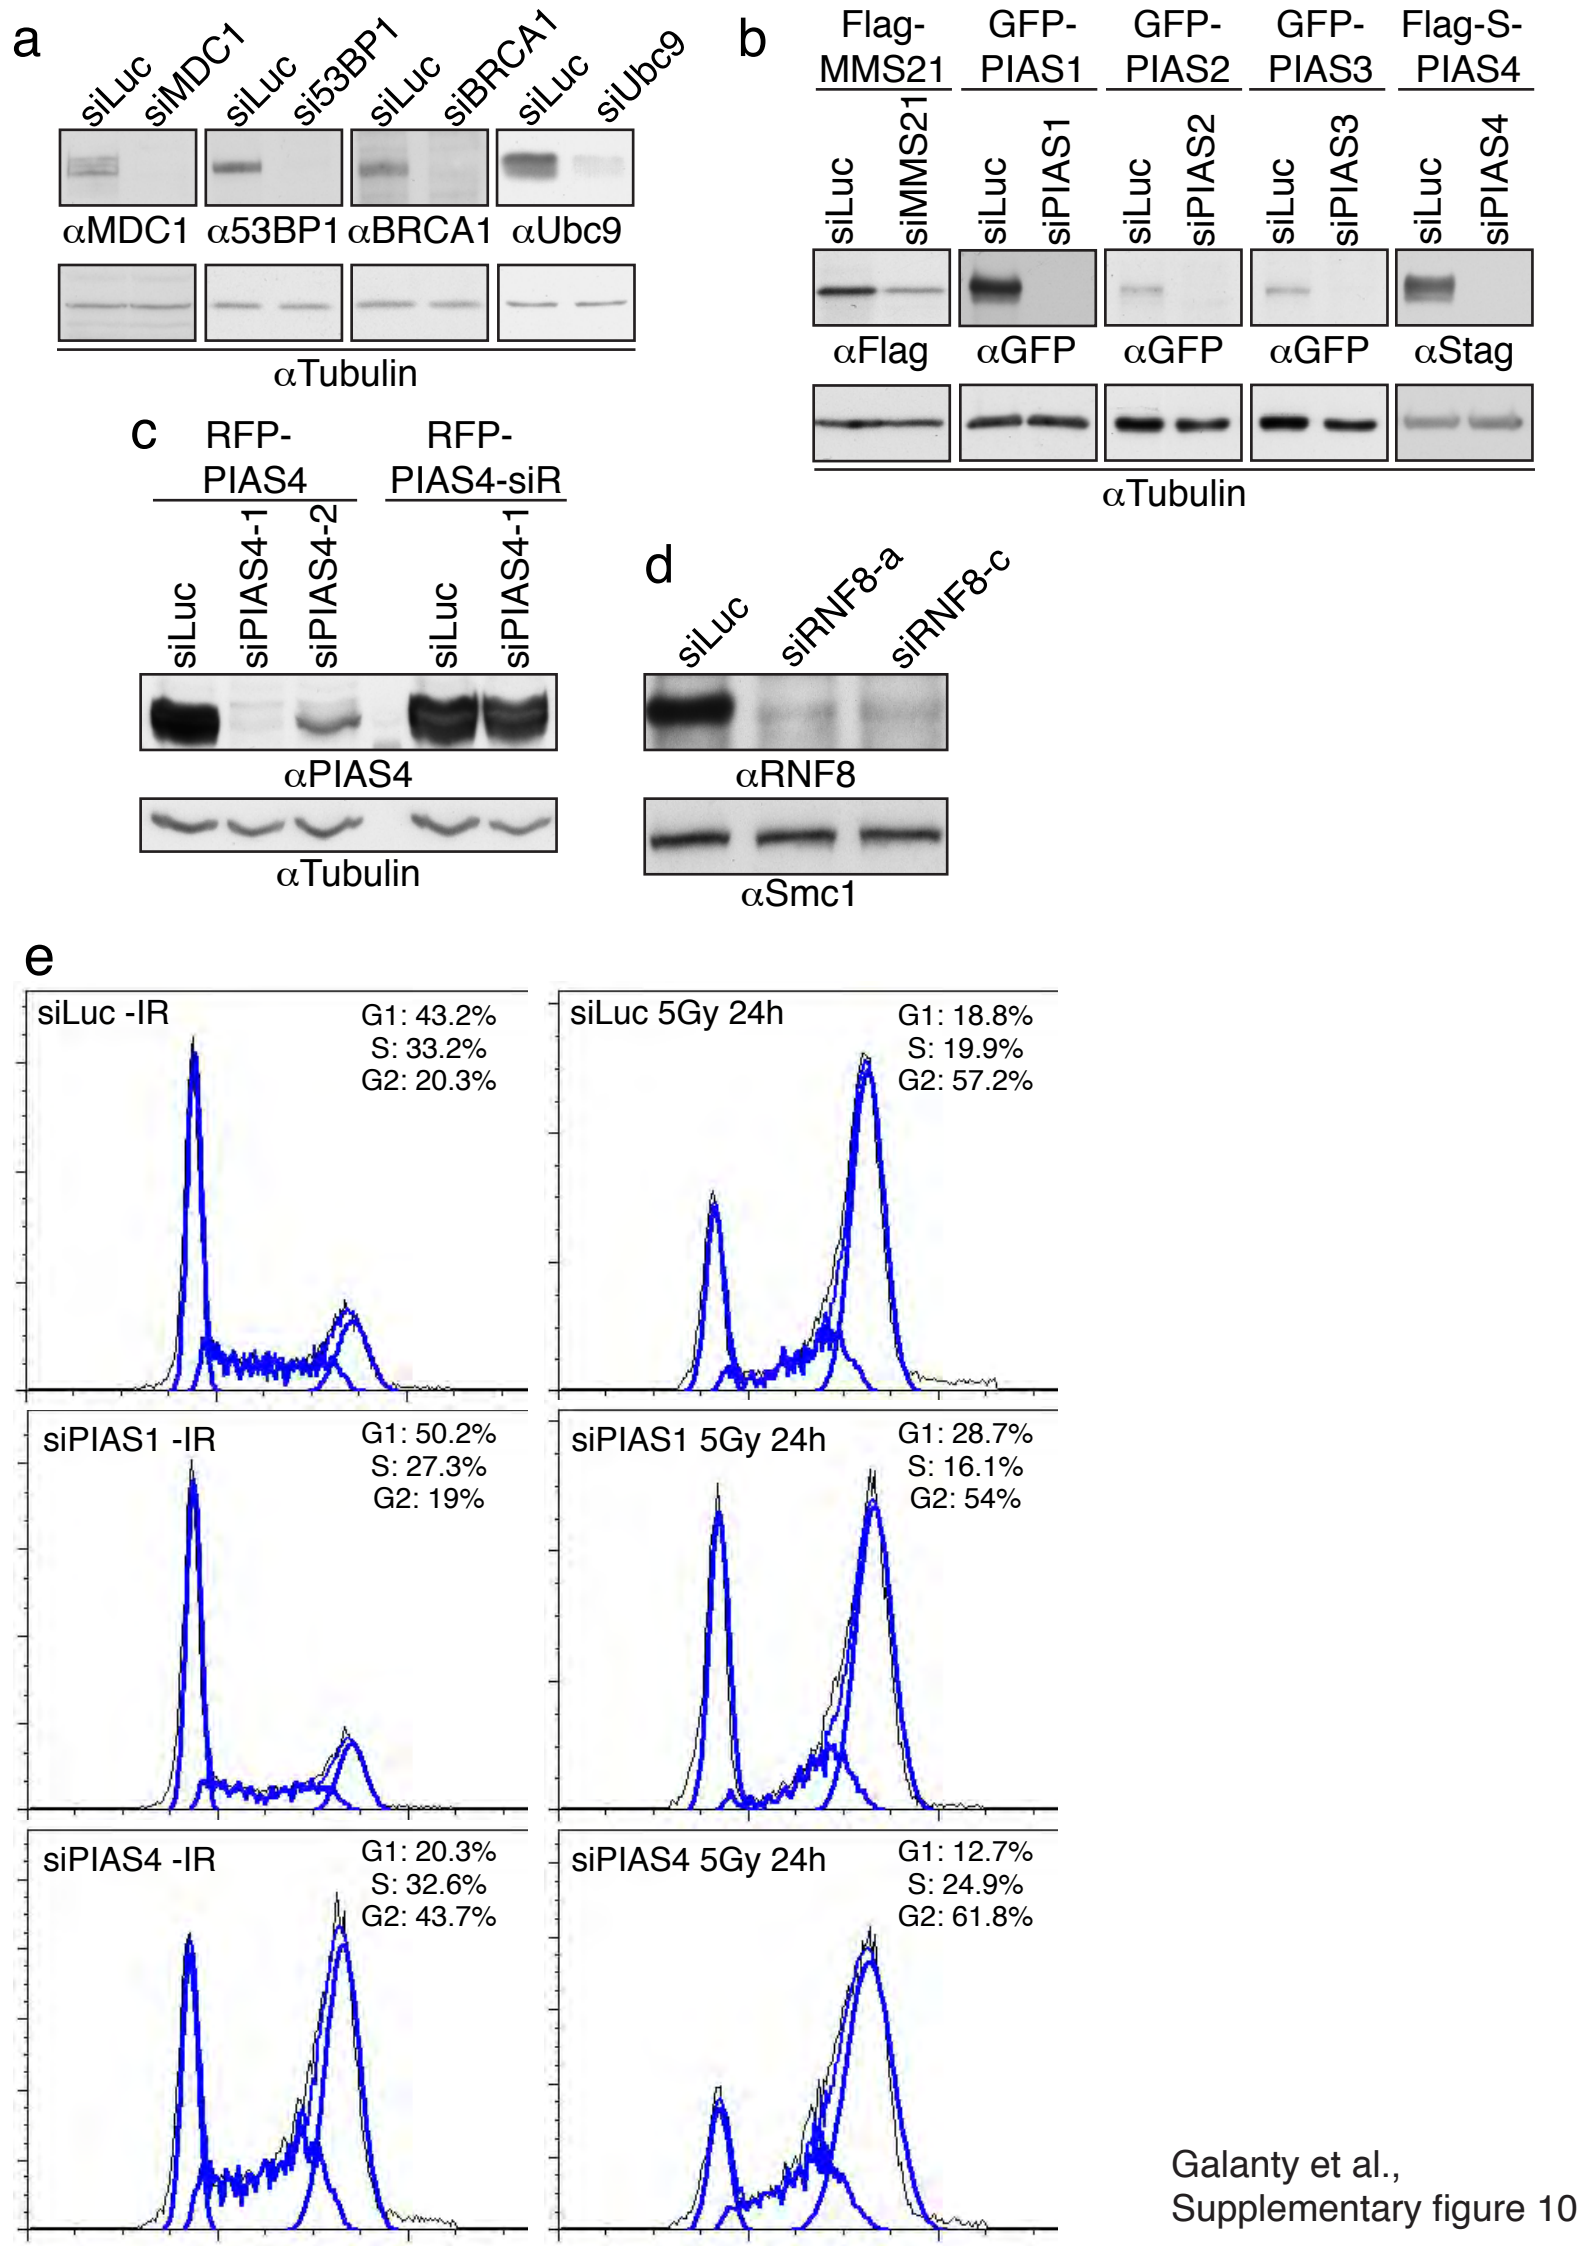 a
siLuc
siMDC1
siLuc
si53BP1
siLuc
siBRCA1
siLuc
siUbc9
αMDC1
α53BP1
αBRCA1
αUbc9
αTubulin
b
Flag-
MMS21
GFP-
PIAS1
GFP-
PIAS2
GFP-
PIAS3
Flag-S-
PIAS4
siLuc
siMMS21
siLuc
siPIAS1
siLuc
siPIAS2
siLuc
siPIAS3
siLuc
siPIAS4
αFlag
αGFP
αGFP
αGFP
αStag
αTubulin
c
RFP-
PIAS4
RFP-
PIAS4-siR
siLuc
siPIAS4-1
siPIAS4-2
siLuc
siPIAS4-1
αPIAS4
αTubulin
d
siLuc
siRNF8-a
siRNF8-c
αRNF8
αSmc1
e
siLuc -IR
G1: 43.2%
S: 33.2%
G2: 20.3%
siLuc 5Gy 24h
G1: 18.8%
S: 19.9%
G2: 57.2%
siPIAS1 -IR
G1: 50.2%
S: 27.3%
G2: 19%
siPIAS1 5Gy 24h
G1: 28.7%
S: 16.1%
G2: 54%
siPIAS4 -IR
G1: 20.3%
S: 32.6%
G2: 43.7%
siPIAS4 5Gy 24h
G1: 12.7%
S: 24.9%
G2: 61.8%
Galanty et al.,
Supplementary figure 10